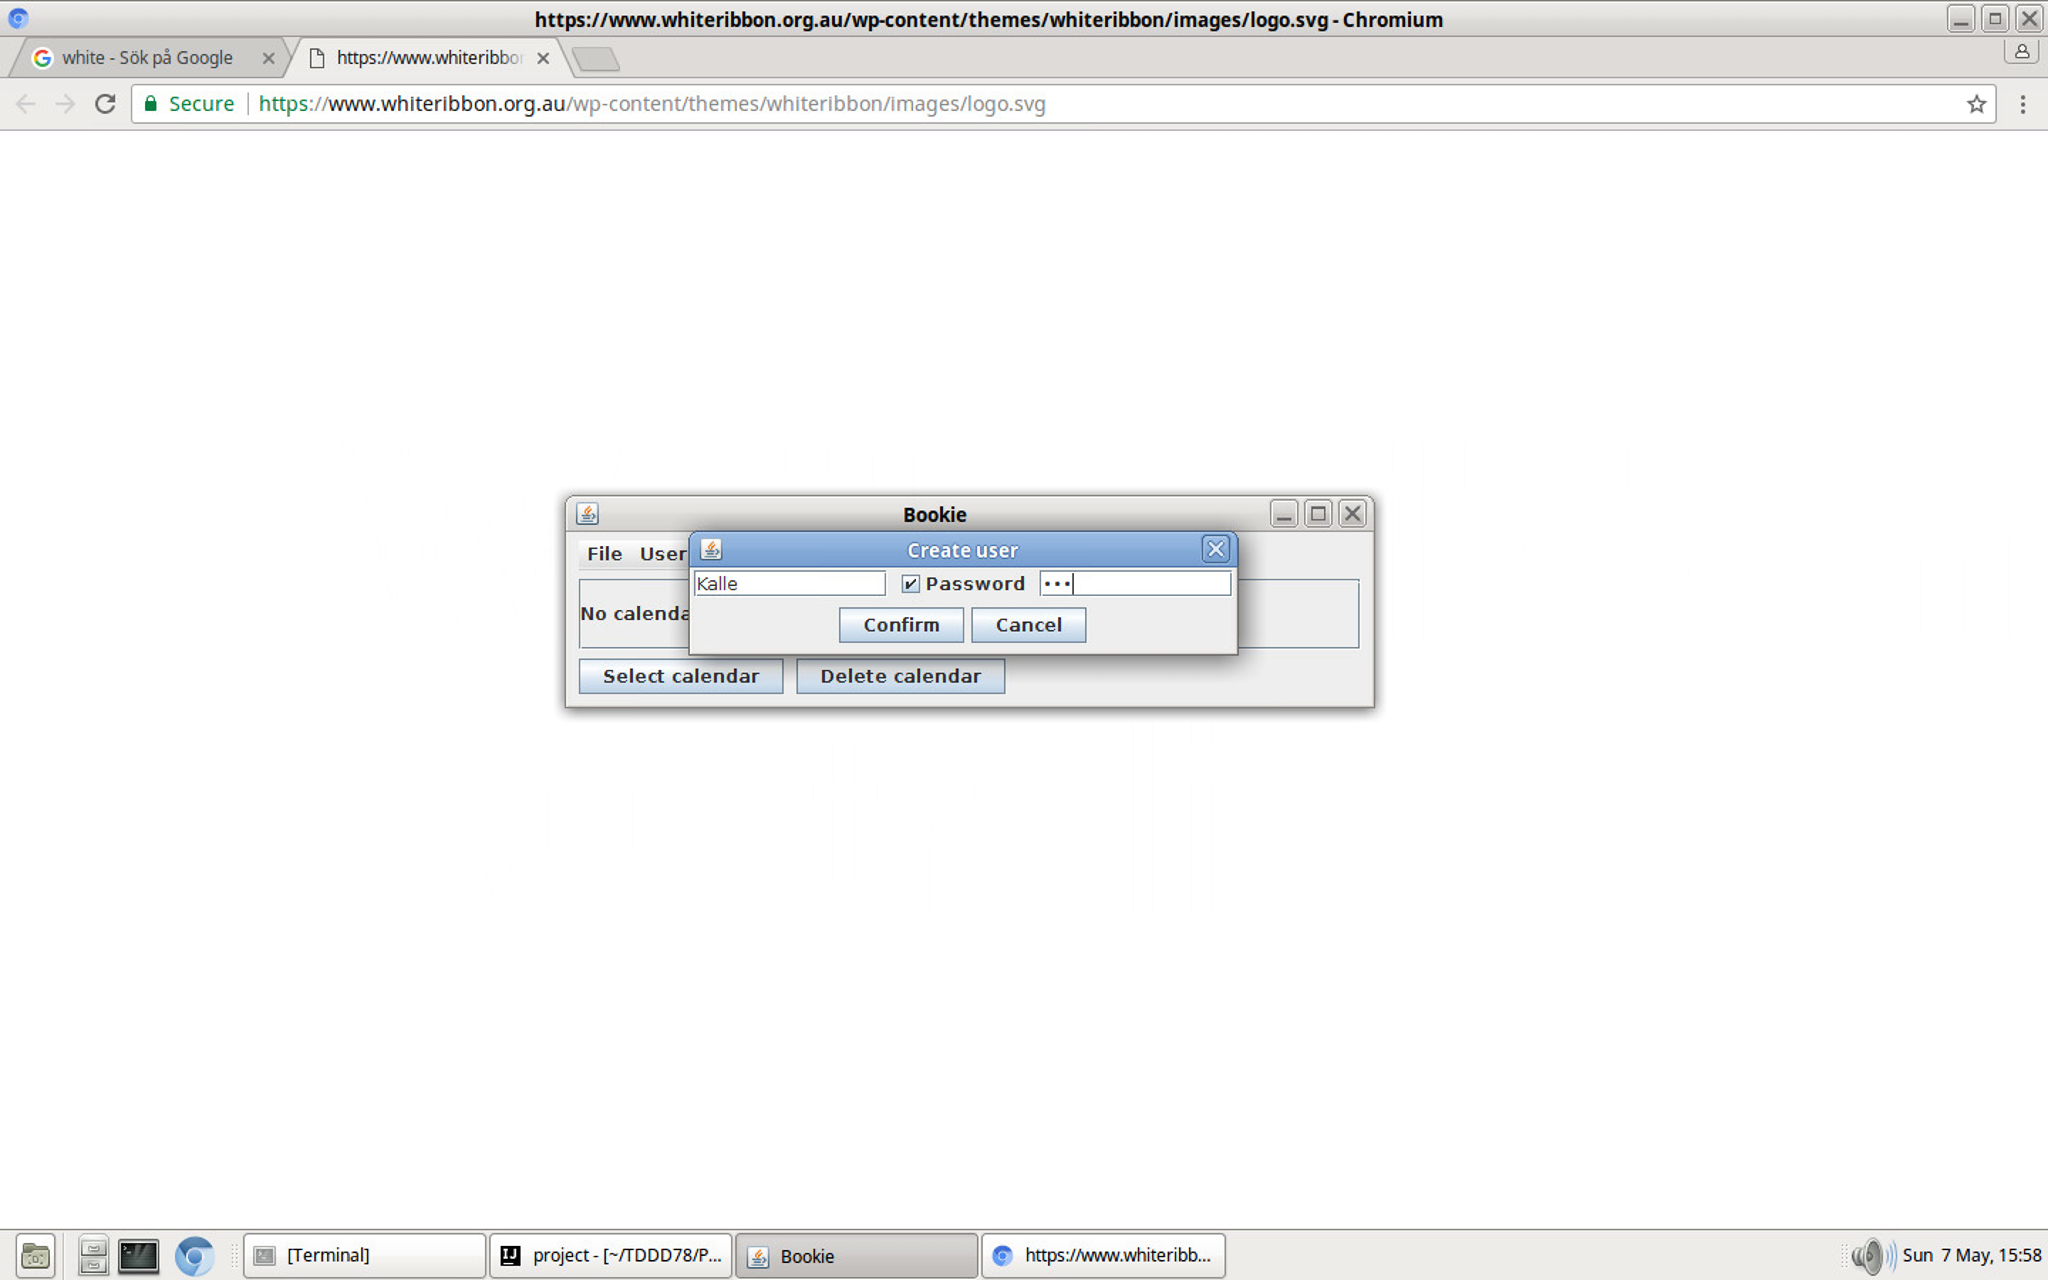 https://www.whiteribbon.org.au/wp-content/themes/whiteribbon/images/logo.svg - Chromium
white - Sök på Google
https://www.whiteribbo
Secure
https://www.whiteribbon.org.au/wp-content/themes/whiteribbon/images/logo.svg
Bookie
File User
Create user
Kalle
Password
•••
No calenda
Confirm
Cancel
Select calendar
Delete calendar
[Terminal]
project - [~/TDDD78/P...
Bookie
https://www.whiteribb...
Sun 7 May, 15:58